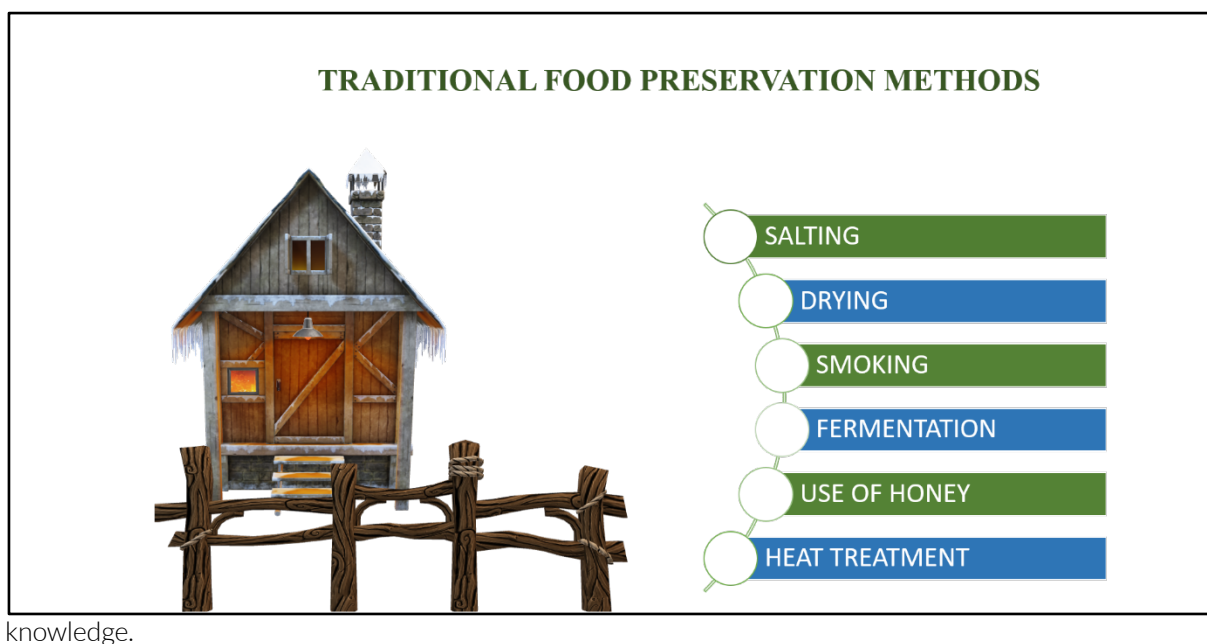 TRADITIONAL FOOD PRESERVATION METHODS
SALTING
DRYING
SMOKING
FERMENTATION
USE OF HONEY
HEAT TREATMENT
knowledge.